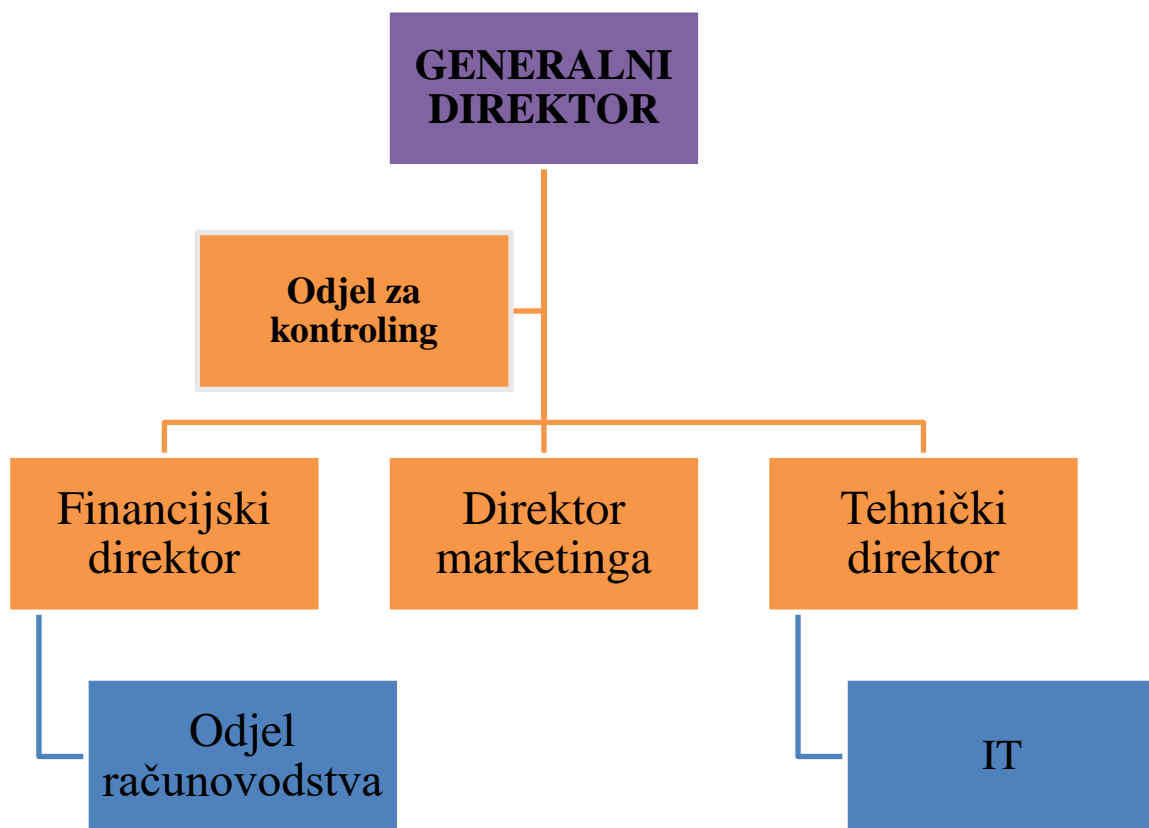 GENERALNI
DIREKTOR
Odjel za
kontroling
Financijski
direktor
Direktor
marketinga
Tehnički
direktor
Odjel
računovodstva
IT